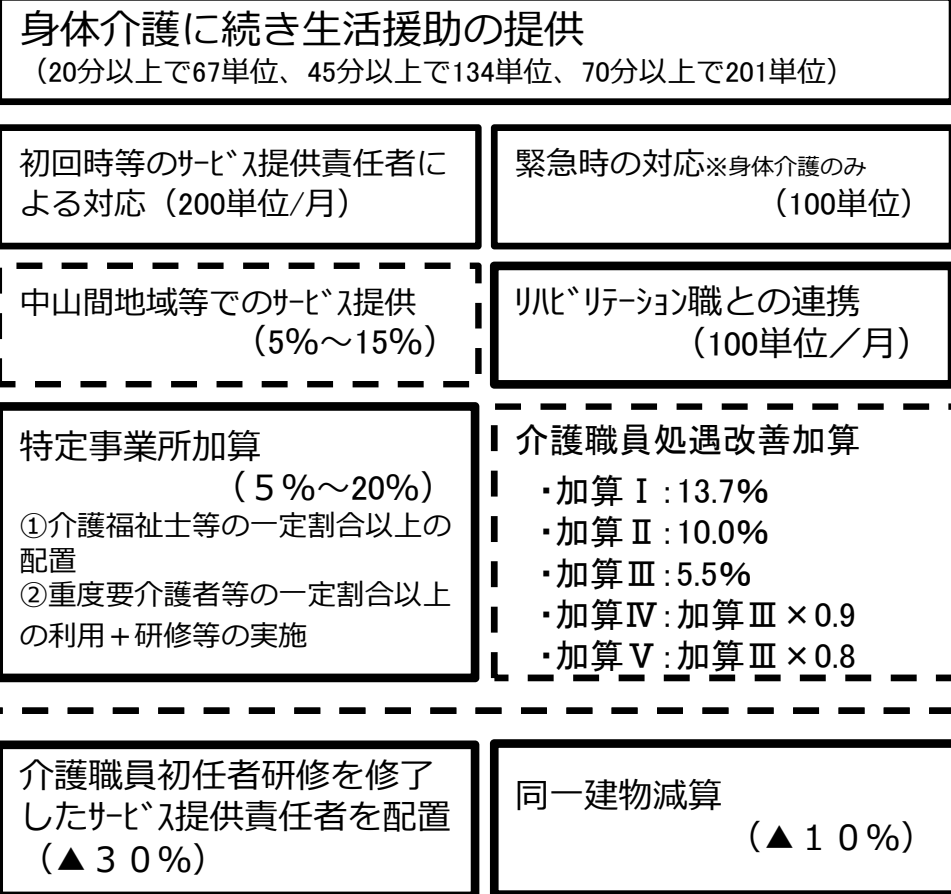 身体介護に続き生活援助の提供
（20分以上で67単位、45分以上で134単位、70分以上で201単位）
初回時等のｻｰﾋﾞｽ提供責任者に
よる対応（200単位/月）
緊急時の対応※身体介護のみ
（100単位）
中山間地域等でのｻｰﾋﾞｽ提供
（5%～15%）
ﾘﾊﾋﾞﾘﾃｰｼｮﾝ職との連携
（100単位／月）
特定事業所加算
（５%～20%）
①介護福祉士等の一定割合以上の
配置
②重度要介護者等の一定割合以上
の利用＋研修等の実施
介護職員処遇改善加算
・加算Ⅰ：13.7%
・加算Ⅱ：10.0%
・加算Ⅲ：5.5%
・加算Ⅳ：加算Ⅲ×0.9
・加算Ⅴ：加算Ⅲ×0.8
介護職員初任者研修を修了
したｻｰﾋﾞｽ提供責任者を配置
（▲３０%）
同一建物減算
（▲１０%）